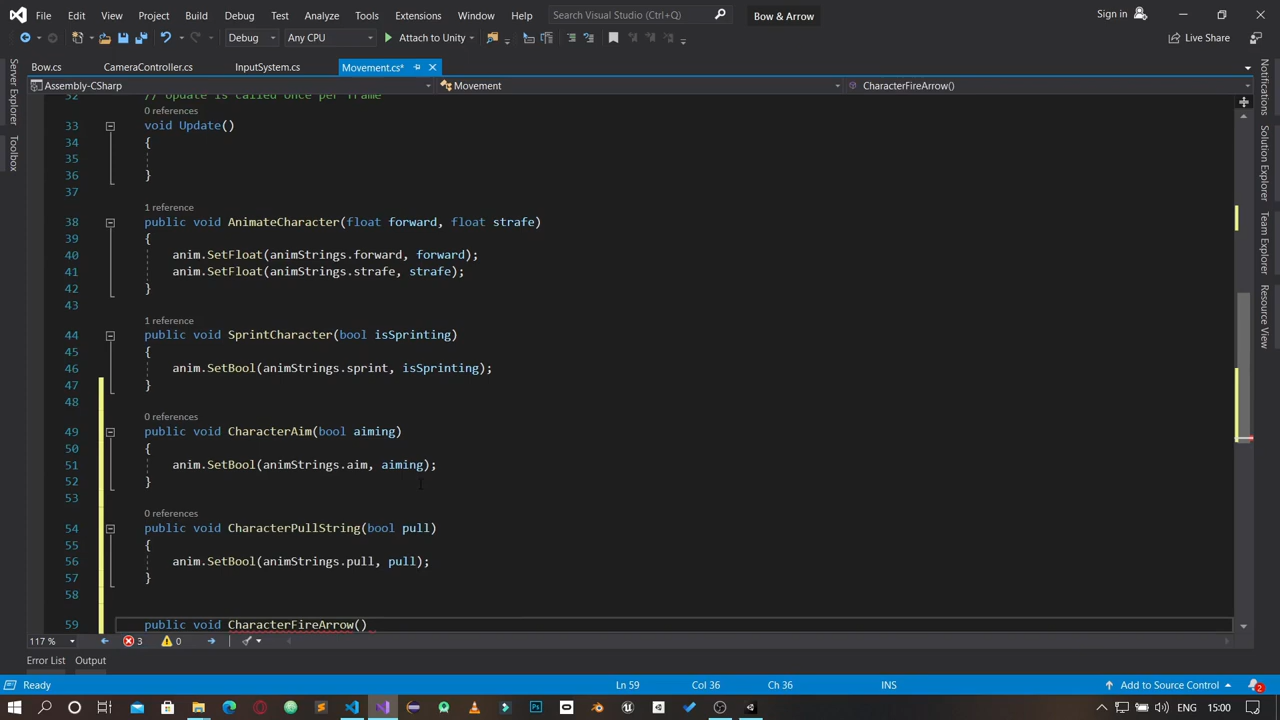 File Edit View Project Build Debug Test Analyze Tools Extensions Window Help Search Visual Studio (Ctrl+Q) Bow & Arrow Sign in
Debug Any CPU Attach to Unity Live Share
Bow.cs CameraController.cs InputSystem.cs Movement.cs*
Assembly-CSharp Movement CharacterFireArrow()
Server Explorer
Toolbox
Notifications
Solution Explorer
Team Explorer
Resource View
32 // Update is called once per frame
0 references
33 void Update()
34 {
35
36 }
37
1 reference
38 public void AnimateCharacter(float forward, float strafe)
39 {
40 anim.SetFloat(animStrings.forward, forward);
41 anim.SetFloat(animStrings.strafe, strafe);
42 }
43
1 reference
44 public void SprintCharacter(bool isSprinting)
45 {
46 anim.SetBool(animStrings.sprint, isSprinting);
47 }
48
0 references
49 public void CharacterAim(bool aiming)
50 {
51 anim.SetBool(animStrings.aim, aiming);
52 }
53
0 references
54 public void CharacterPullString(bool pull)
55 {
56 anim.SetBool(animStrings.pull, pull);
57 }
58
59 public void CharacterFireArrow()
117 % 3 0
Error List Output
Ready Ln 59 Col 36 Ch 36 INS Add to Source Control 2
ENG 15:00